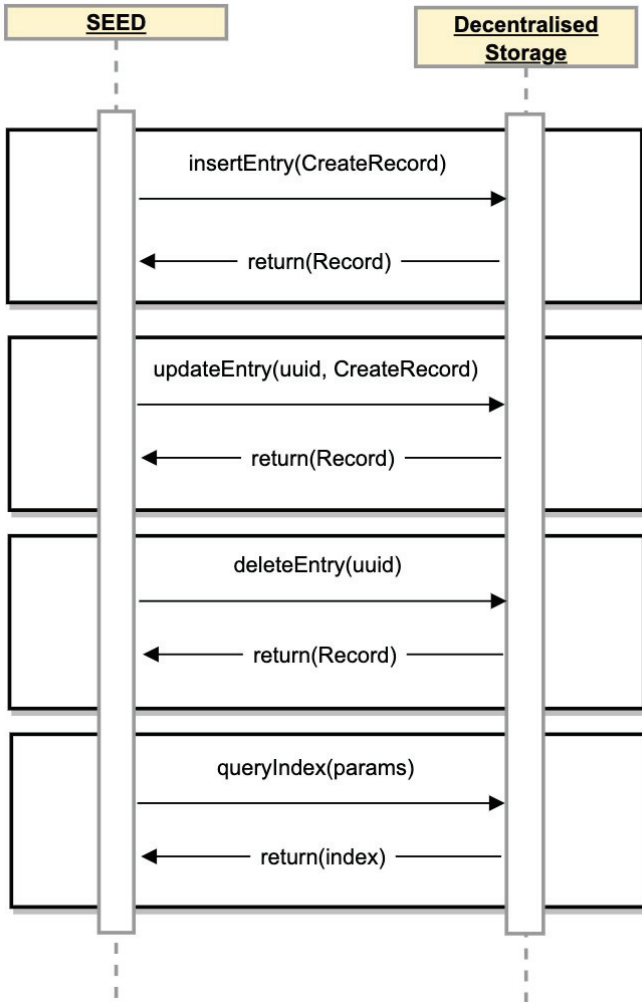 SEED
Decentralised
Storage
insertEntry(CreateRecord)
return(Record)
updateEntry(uuid, CreateRecord)
return(Record)
deleteEntry(uuid)
return(Record)
queryIndex(params)
return(index)